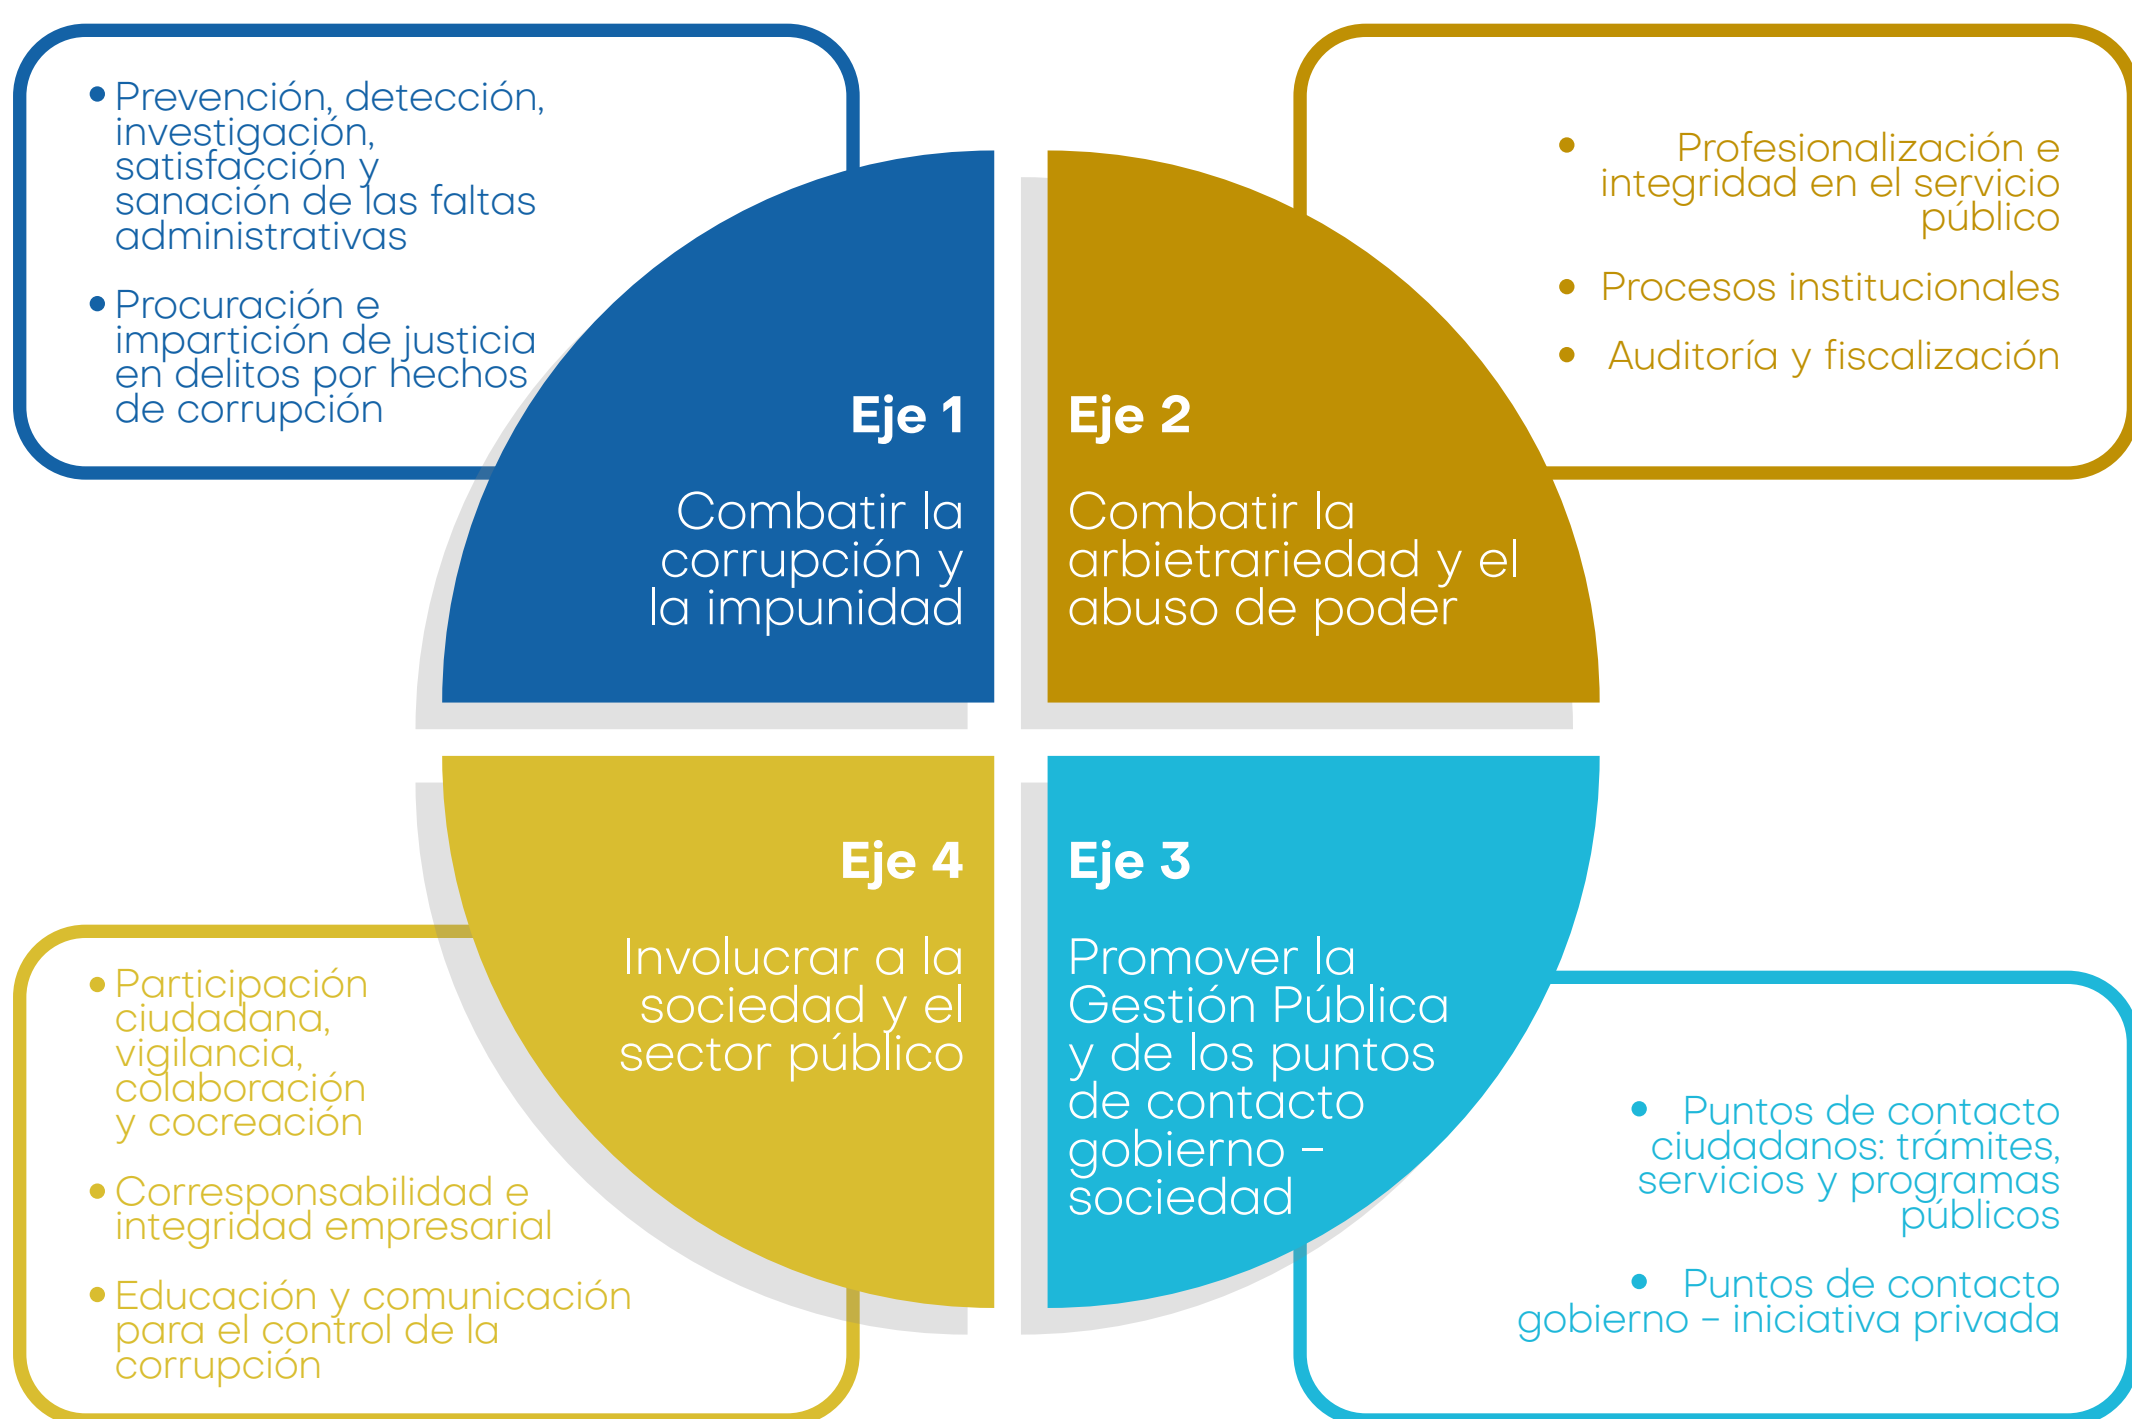 • Prevención, detección,
investigación,
satisfacción y
sanación de las faltas
administrativas
• Procuración e
impartición de justicia
en delitos por hechos
de corrupción
Eje 1
Combatir la
corrupción y
la impunidad
• Profesionalización e
integridad en el servicio
público
• Procesos institucionales
• Auditoría y fiscalización
Eje 2
Combatir la
arbietrariedad y el
abuso de poder
Eje 4
Involucrar a la
sociedad y el
sector público
• Participación
ciudadana,
vigilancia,
colaboración
y cocreación
• Corresponsabilidad e
integridad empresarial
• Educación y comunicación
para el control de la
corrupción
Eje 3
Promover la
Gestión Pública
y de los puntos
de contacto
gobierno –
sociedad
• Puntos de contacto
ciudadanos: trámites,
servicios y programas
públicos
• Puntos de contacto
gobierno – iniciativa privada